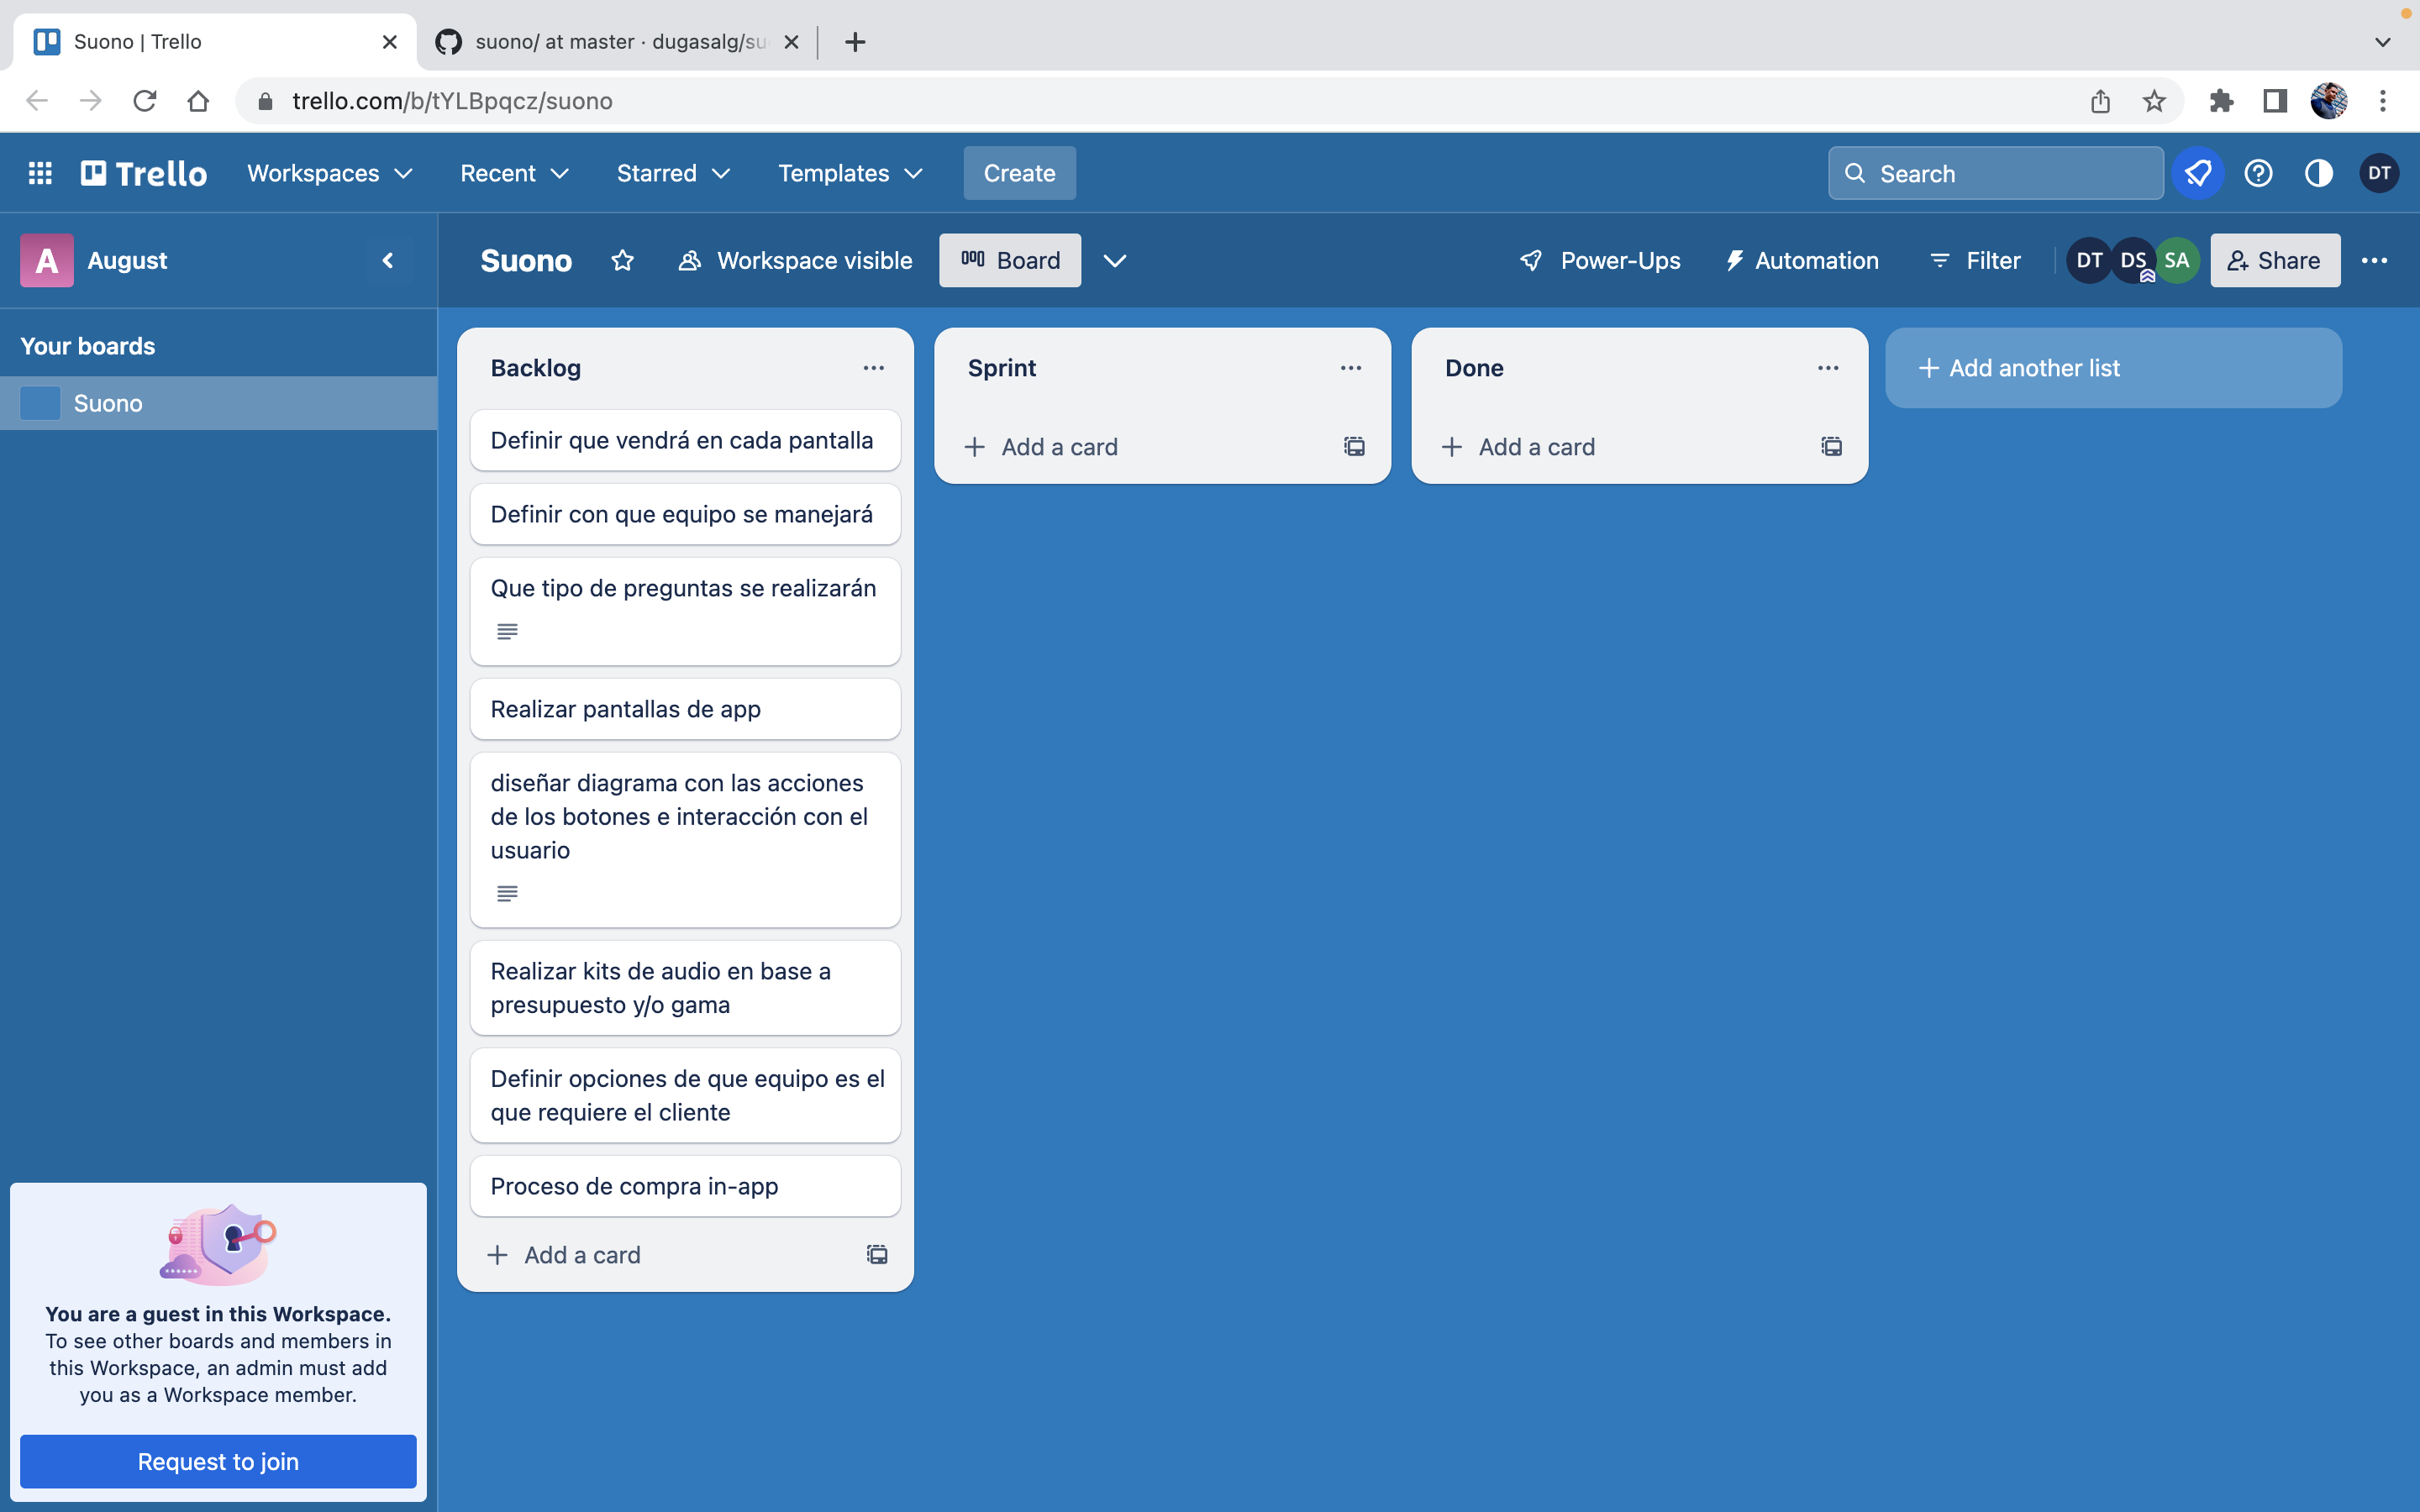 Suono | Trello
suono/ at master · dugasalg/su
trello.com/b/tYLBpqcz/suono
Trello
Workspaces
Recent
Starred
Templates
Create
Search
DT
A
August
Suono
Workspace visible
Board
Power-Ups
Automation
Filter
DT
DS
SA
Share
Your boards
Suono
Backlog
Definir que vendrá en cada pantalla
Definir con que equipo se manejará
Que tipo de preguntas se realizarán
Realizar pantallas de app
diseñar diagrama con las acciones
de los botones e interacción con el
usuario
Realizar kits de audio en base a
presupuesto y/o gama
Definir opciones de que equipo es el
que requiere el cliente
Proceso de compra in-app
Add a card
Sprint
Add a card
Done
Add a card
Add another list
You are a guest in this Workspace.
To see other boards and members in
this Workspace, an admin must add
you as a Workspace member.
Request to join